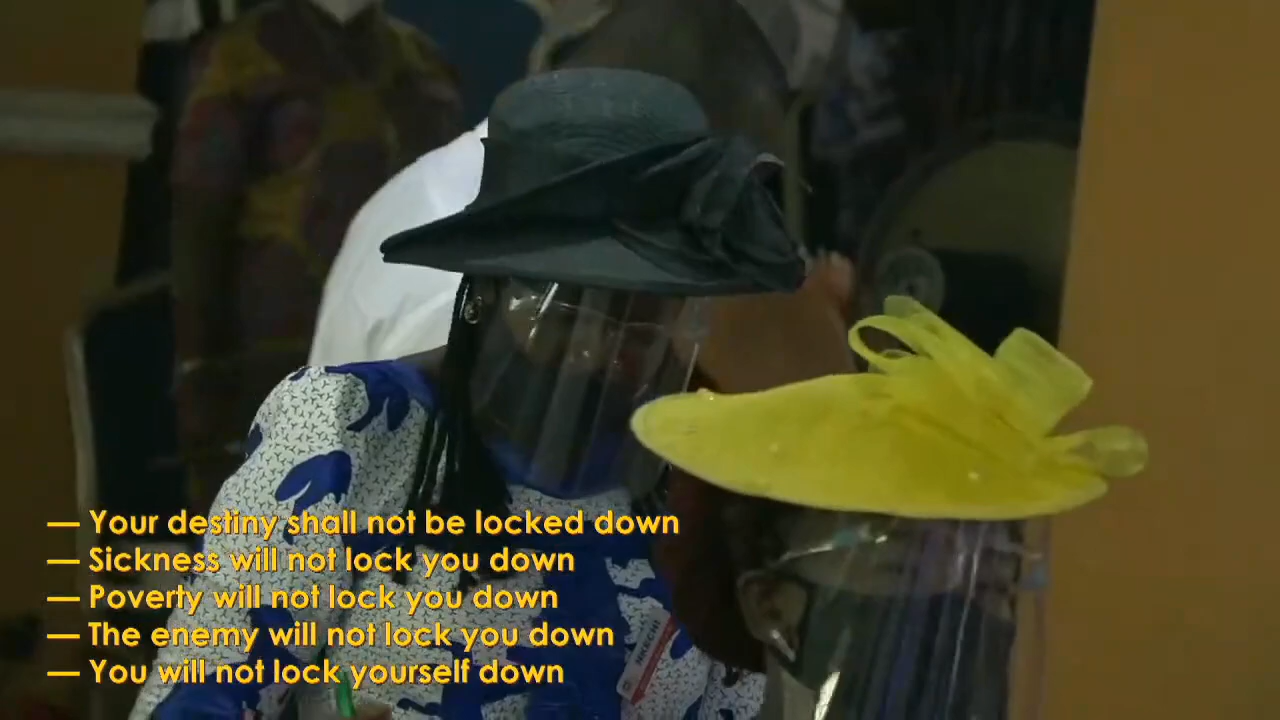 — Your destiny shall not be locked down
— Sickness will not lock you down
— Poverty will not lock you down
— The enemy will not lock you down
— You will not lock yourself down